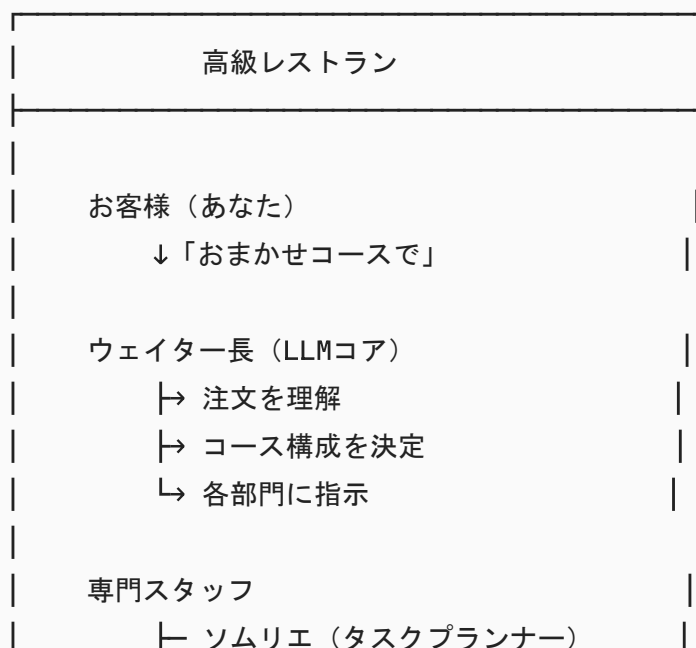 高級レストラン
お客様（あなた）
↓「おまかせコースで」
ウェイター長（LLMコア）
├→ 注文を理解
├→ コース構成を決定
└→ 各部門に指示
専門スタッフ
├─ ソムリエ（タスクプランナー）